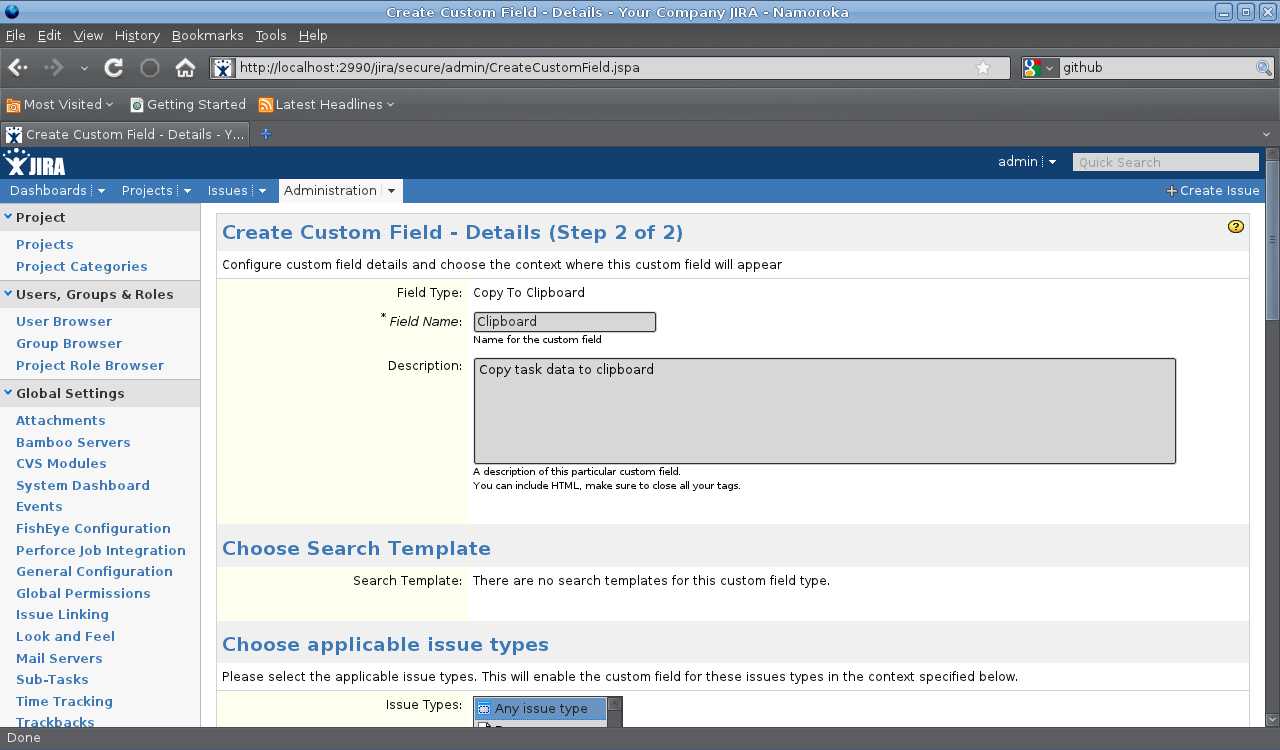 Create Custom Field - Details - Your Company JIRA - Namoroka
File Edit View History Bookmarks Tools Help
http://localhost:2990/jira/secure/admin/CreateCustomField.jspa
github
Most Visited Getting Started Latest Headlines
Create Custom Field - Details - Y...
JIRA
admin
Quick Search
Dashboards Projects Issues Administration
Create Issue
Project
Projects
Project Categories
Users, Groups & Roles
User Browser
Group Browser
Project Role Browser
Global Settings
Attachments
Bamboo Servers
CVS Modules
System Dashboard
Events
FishEye Configuration
Perforce Job Integration
General Configuration
Global Permissions
Issue Linking
Look and Feel
Mail Servers
Sub-Tasks
Time Tracking
Trackbacks
Create Custom Field - Details (Step 2 of 2)
?
Configure custom field details and choose the context where this custom field will appear
Field Type: Copy To Clipboard
* Field Name: Clipboard
Name for the custom field
Description: Copy task data to clipboard
A description of this particular custom field.
You can include HTML, make sure to close all your tags.
Choose Search Template
Search Template: There are no search templates for this custom field type.
Choose applicable issue types
Please select the applicable issue types. This will enable the custom field for these issues types in the context specified below.
Issue Types: Any issue type
Done